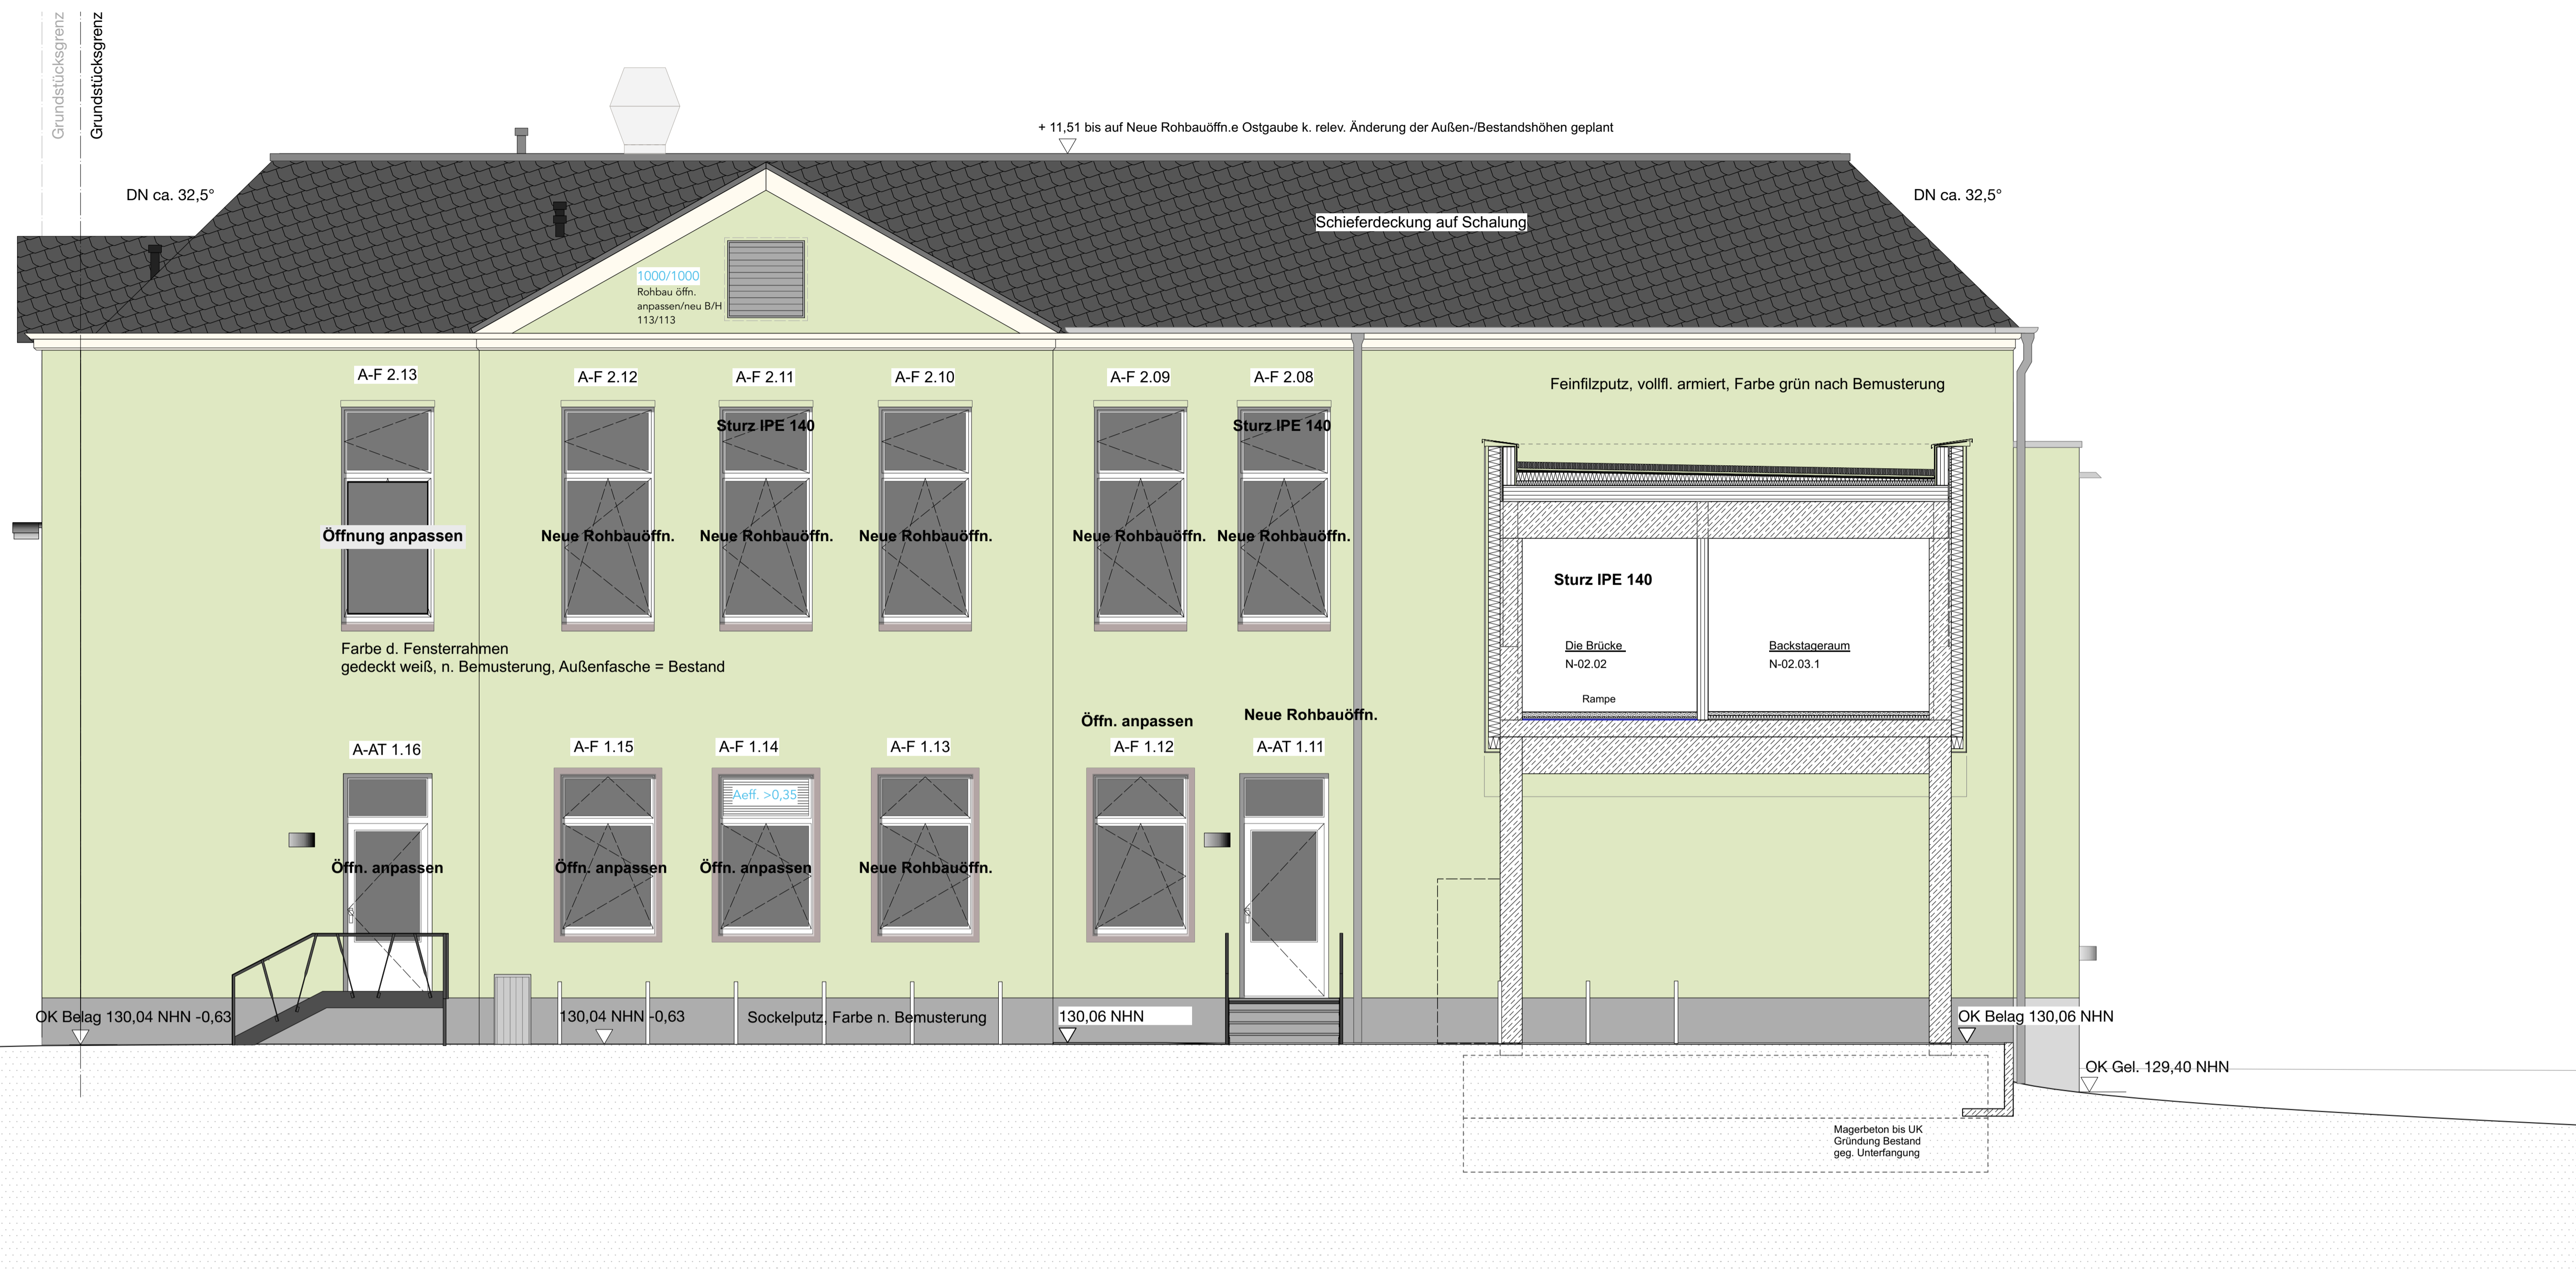 Grundstücksgrenz
Grundstücksgrenz
+ 11,51 bis auf Neue Rohbauöffn.e Ostgaube k. relev. Änderung der Außen-/Bestandshöhen geplant
DN ca. 32,5°
DN ca. 32,5°
Schieferdeckung auf Schalung
1000/1000
Rohbau öffn.
anpassen/neu B/H
113/113
A-F 2.13
A-F 2.12
A-F 2.11
A-F 2.10
A-F 2.09
A-F 2.08
Feinfilzputz, vollfl. armiert, Farbe grün nach Bemusterung
Sturz IPE 140
Sturz IPE 140
Öffnung anpassen
Neue Rohbauöffn.
Neue Rohbauöffn.
Neue Rohbauöffn.
Neue Rohbauöffn.
Neue Rohbauöffn.
Sturz IPE 140
Die Brücke
N-02.02
Backstageraum
N-02.03.1
Rampe
Farbe d. Fensterrahmen
gedeckt weiß, n. Bemusterung, Außenfasche = Bestand
Öffn. anpassen
Neue Rohbauöffn.
A-AT 1.16
A-F 1.15
A-F 1.14
A-F 1.13
A-F 1.12
A-AT 1.11
Aeff. >0,35
Öffn. anpassen
Öffn. anpassen
Öffn. anpassen
Neue Rohbauöffn.
OK Belag 130,04 NHN -0,63
130,04 NHN -0,63
Sockelputz, Farbe n. Bemusterung
130,06 NHN
OK Belag 130,06 NHN
OK Gel. 129,40 NHN
Magerbeton bis UK
Gründung Bestand
geg. Unterfangung